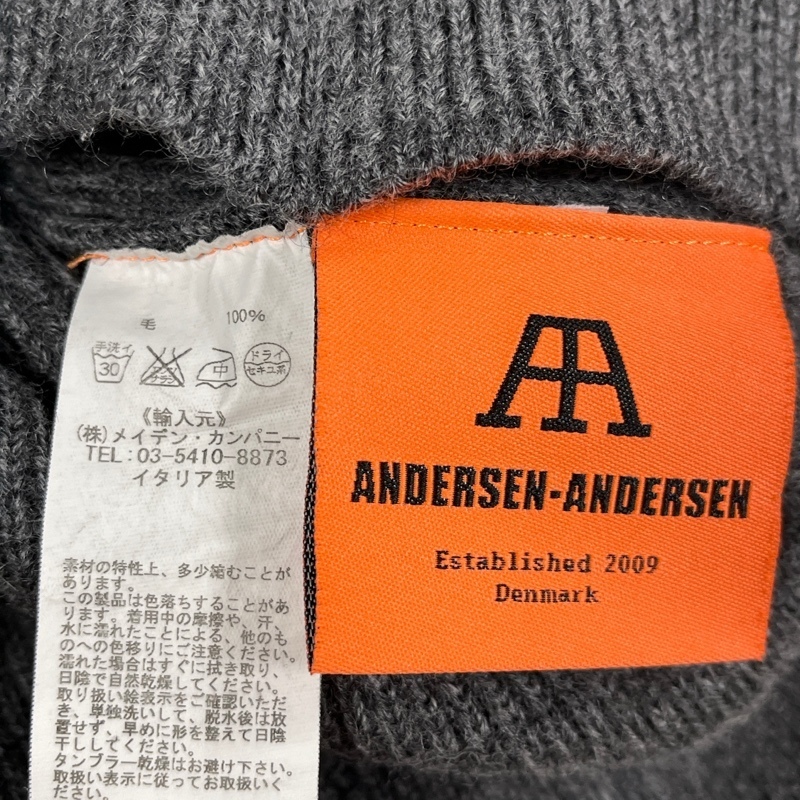 毛 100%
手洗イ
30
エンソサラシ
中
ドライ
セキユ系
《輸入元》
(株)メイデン・カンパニー
TEL:03-5410-8873
イタリア製
素材の特性上、多少縮むことが
あります。
この製品は色落ちすることがあ
ります。着用中の摩擦や、汗、
水に濡れたことによる、他のも
のへの色移りにご注意ください。
濡れた場合はすぐに拭き取り、
日陰で自然乾燥してください。
取り扱い絵表示をご確認いただ
き、単独洗いして、脱水後は放
置せず、早めに形を整えて日陰
干ししてください。
タンブラー乾燥はお避け下さい。
取扱い表示に従ってお取扱い
ください。
AA
ANDERSEN-ANDERSEN
Established 2009
Denmark